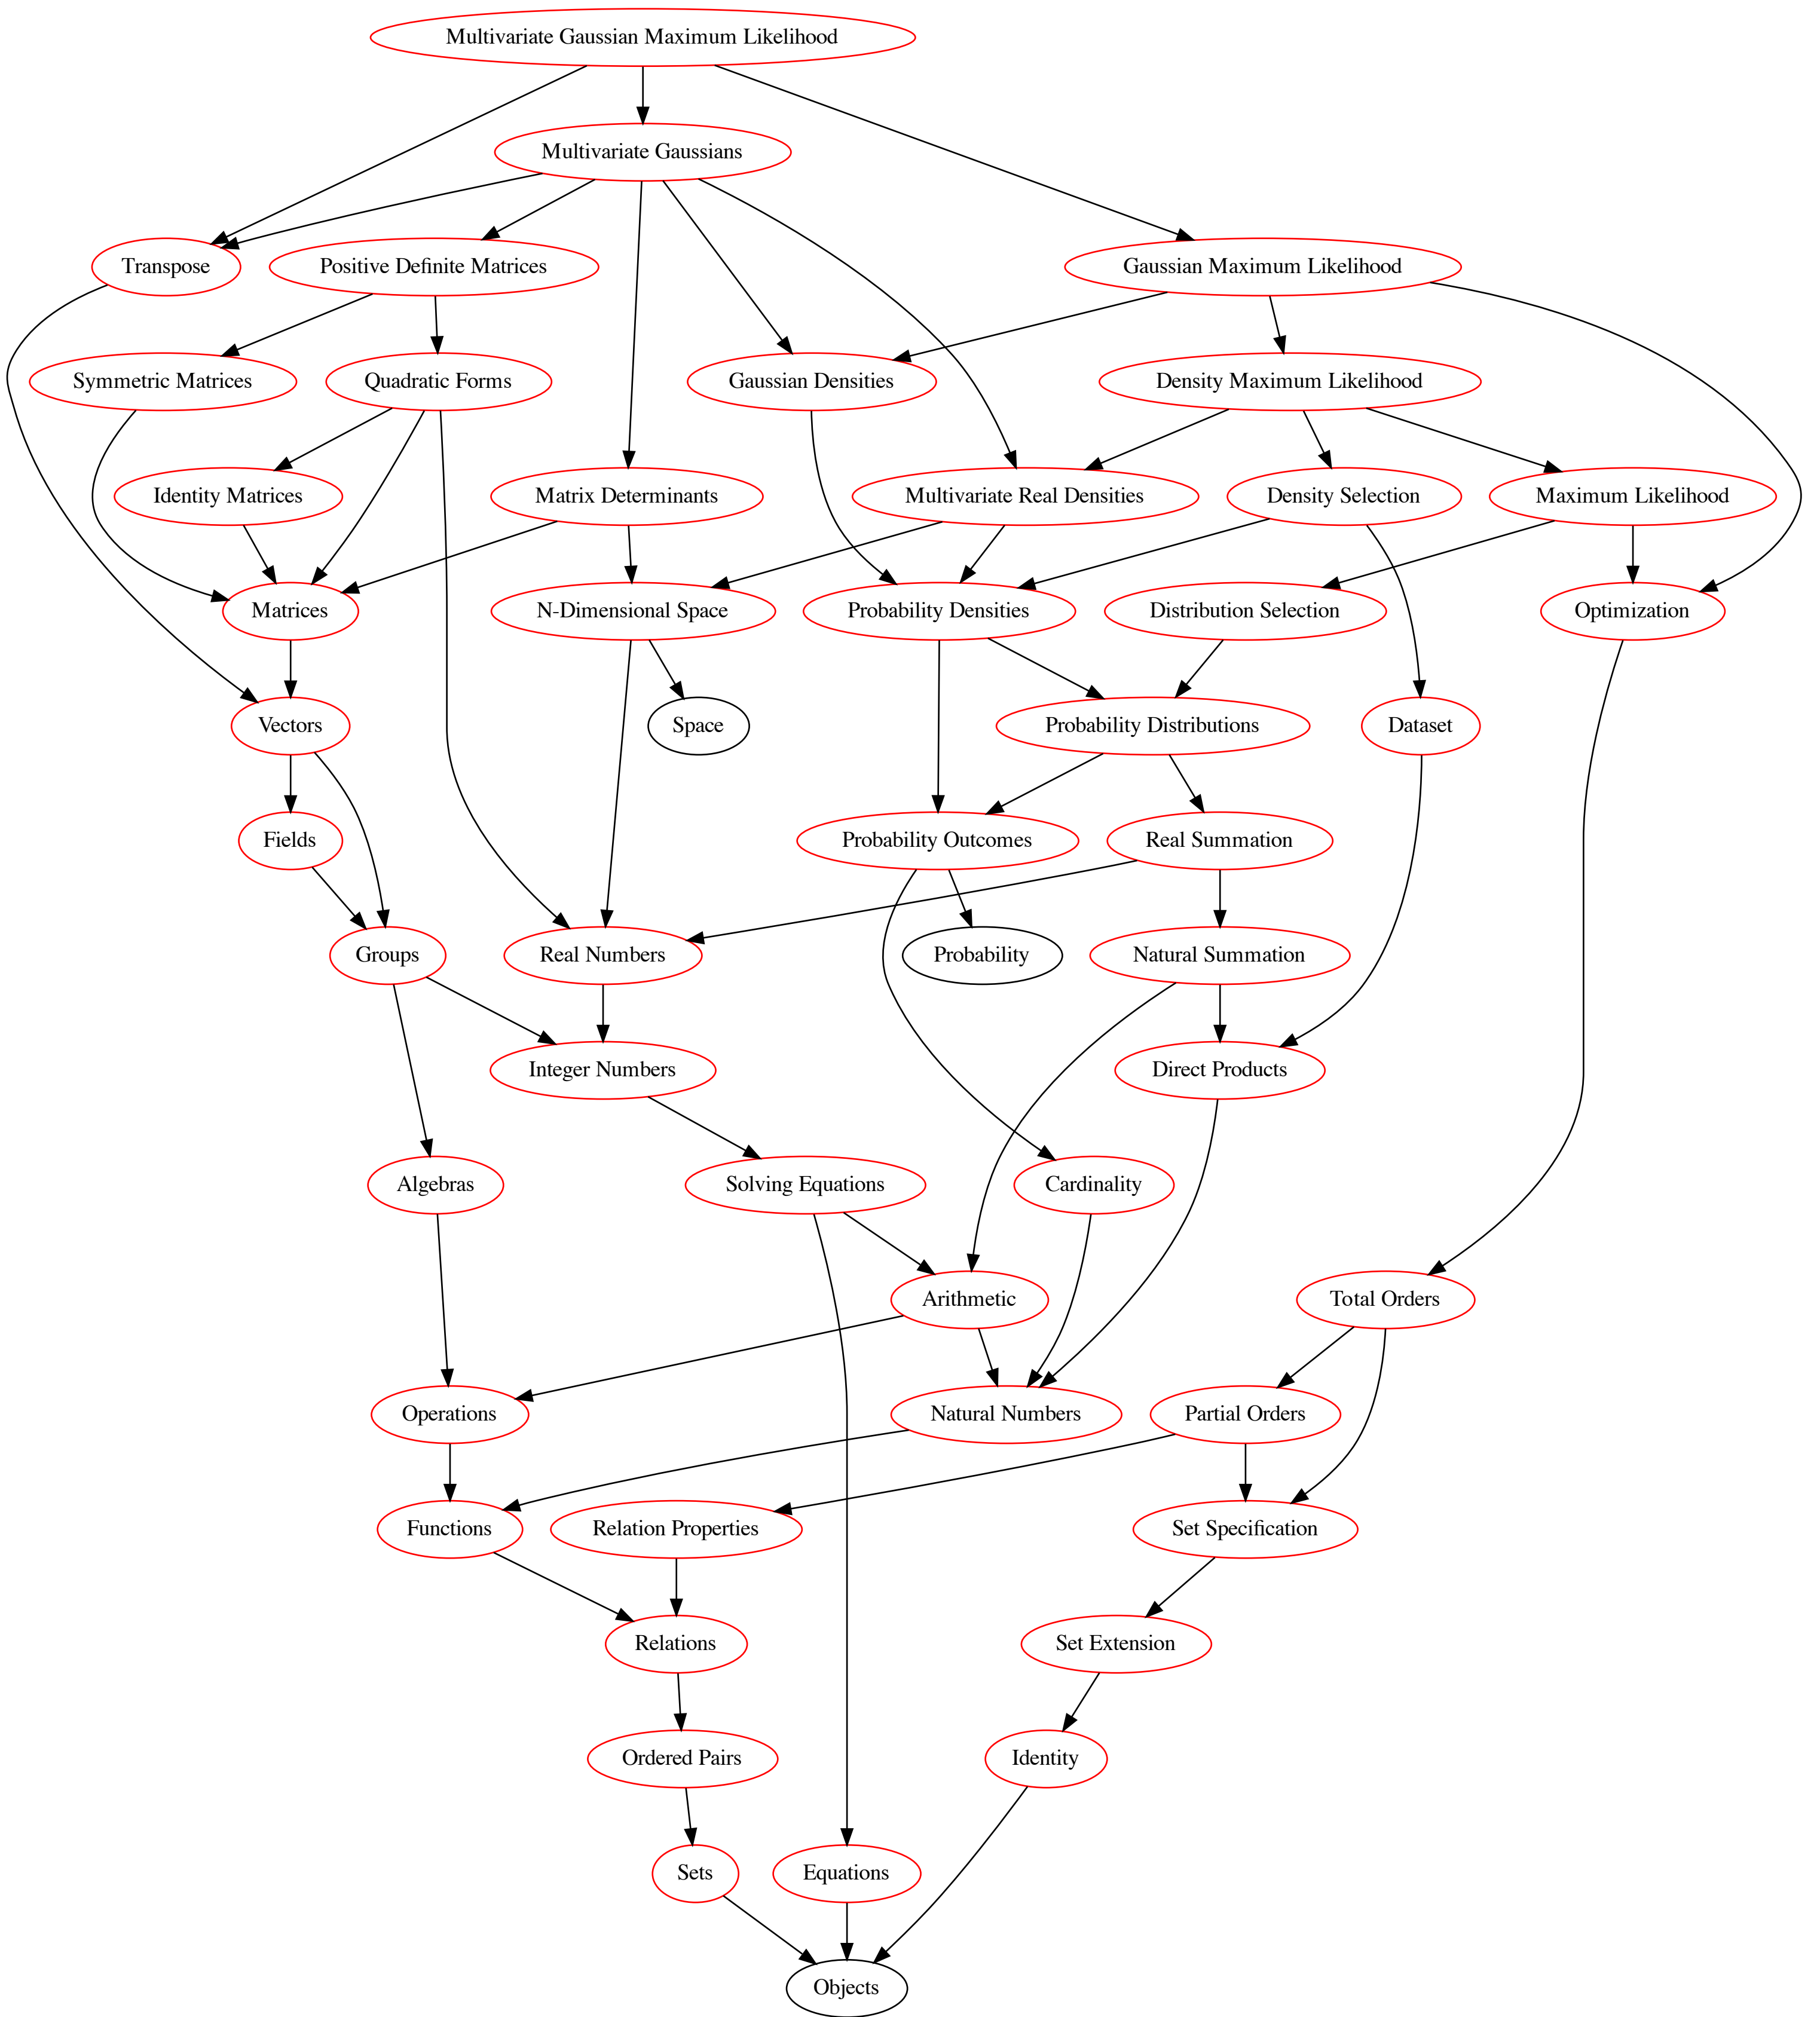 Multivariate Gaussian Maximum Likelihood
Multivariate Gaussians
Transpose
Positive Definite Matrices
Gaussian Maximum Likelihood
Symmetric Matrices
Quadratic Forms
Gaussian Densities
Density Maximum Likelihood
Identity Matrices
Matrix Determinants
Multivariate Real Densities
Density Selection
Maximum Likelihood
Matrices
N-Dimensional Space
Probability Densities
Distribution Selection
Optimization
Vectors
Space
Probability Distributions
Dataset
Fields
Probability Outcomes
Real Summation
Groups
Real Numbers
Probability
Natural Summation
Integer Numbers
Direct Products
Algebras
Solving Equations
Cardinality
Arithmetic
Total Orders
Operations
Natural Numbers
Partial Orders
Functions
Relation Properties
Set Specification
Relations
Set Extension
Ordered Pairs
Identity
Sets
Equations
Objects